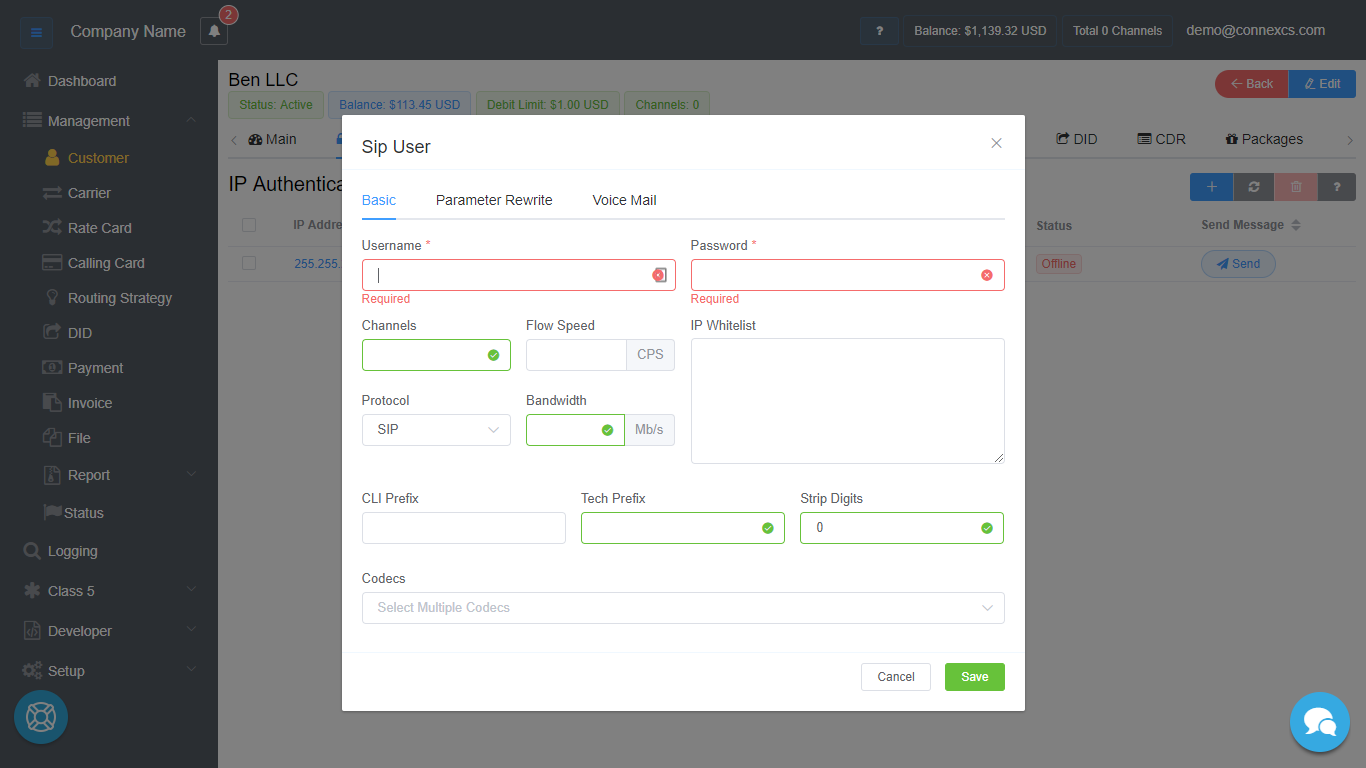 Company Name
2
?
Balance: $1,139.32 USD
Total 0 Channels
demo@connexcs.com
Dashboard
Management
Customer
Carrier
Rate Card
Calling Card
Routing Strategy
DID
Payment
Invoice
File
Report
Status
Logging
Class 5
Developer
Setup
Ben LLC
Back
Edit
Status: Active
Balance: $113.45 USD
Debit Limit: $1.00 USD
Channels: 0
Main
DID
CDR
Packages
IP Authentica
?
IP Addre
Status
Send Message
255.255.
Offline
Send
Sip User
Basic
Parameter Rewrite
Voice Mail
Username *
Password *
Required
Required
Channels
Flow Speed
IP Whitelist
CPS
Protocol
Bandwidth
SIP
Mb/s
CLI Prefix
Tech Prefix
Strip Digits
0
Codecs
Select Multiple Codecs
Cancel
Save